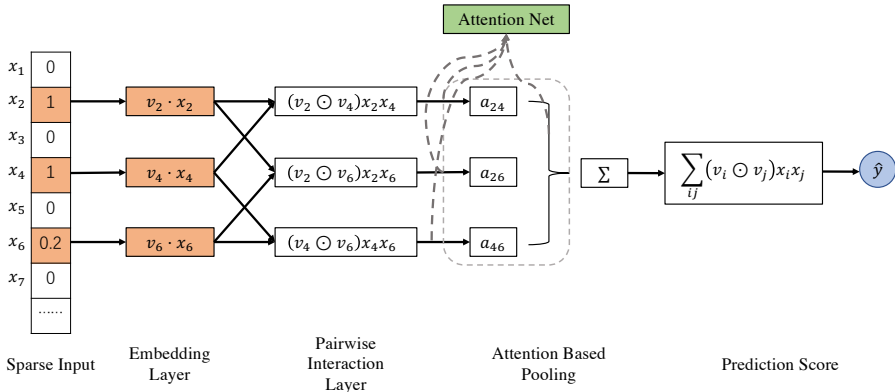 Attention Net
x₁ 0
x₂ 1 v₂ · x₂ (v₂ ⊙ v₄)x₂x₄ a₂₄
x₃ 0
x₄ 1 v₄ · x₄ (v₂ ⊙ v₆)x₂x₆ a₂₆ Σ ∑ᵢⱼ(vᵢ ⊙ vⱼ)xᵢxⱼ ŷ
x₅ 0
x₆ 0.2 v₆ · x₆ (v₄ ⊙ v₆)x₄x₆ a₄₆
x₇ 0
......
Sparse Input
Embedding
Layer
Pairwise
Interaction
Layer
Attention Based
Pooling
Prediction Score